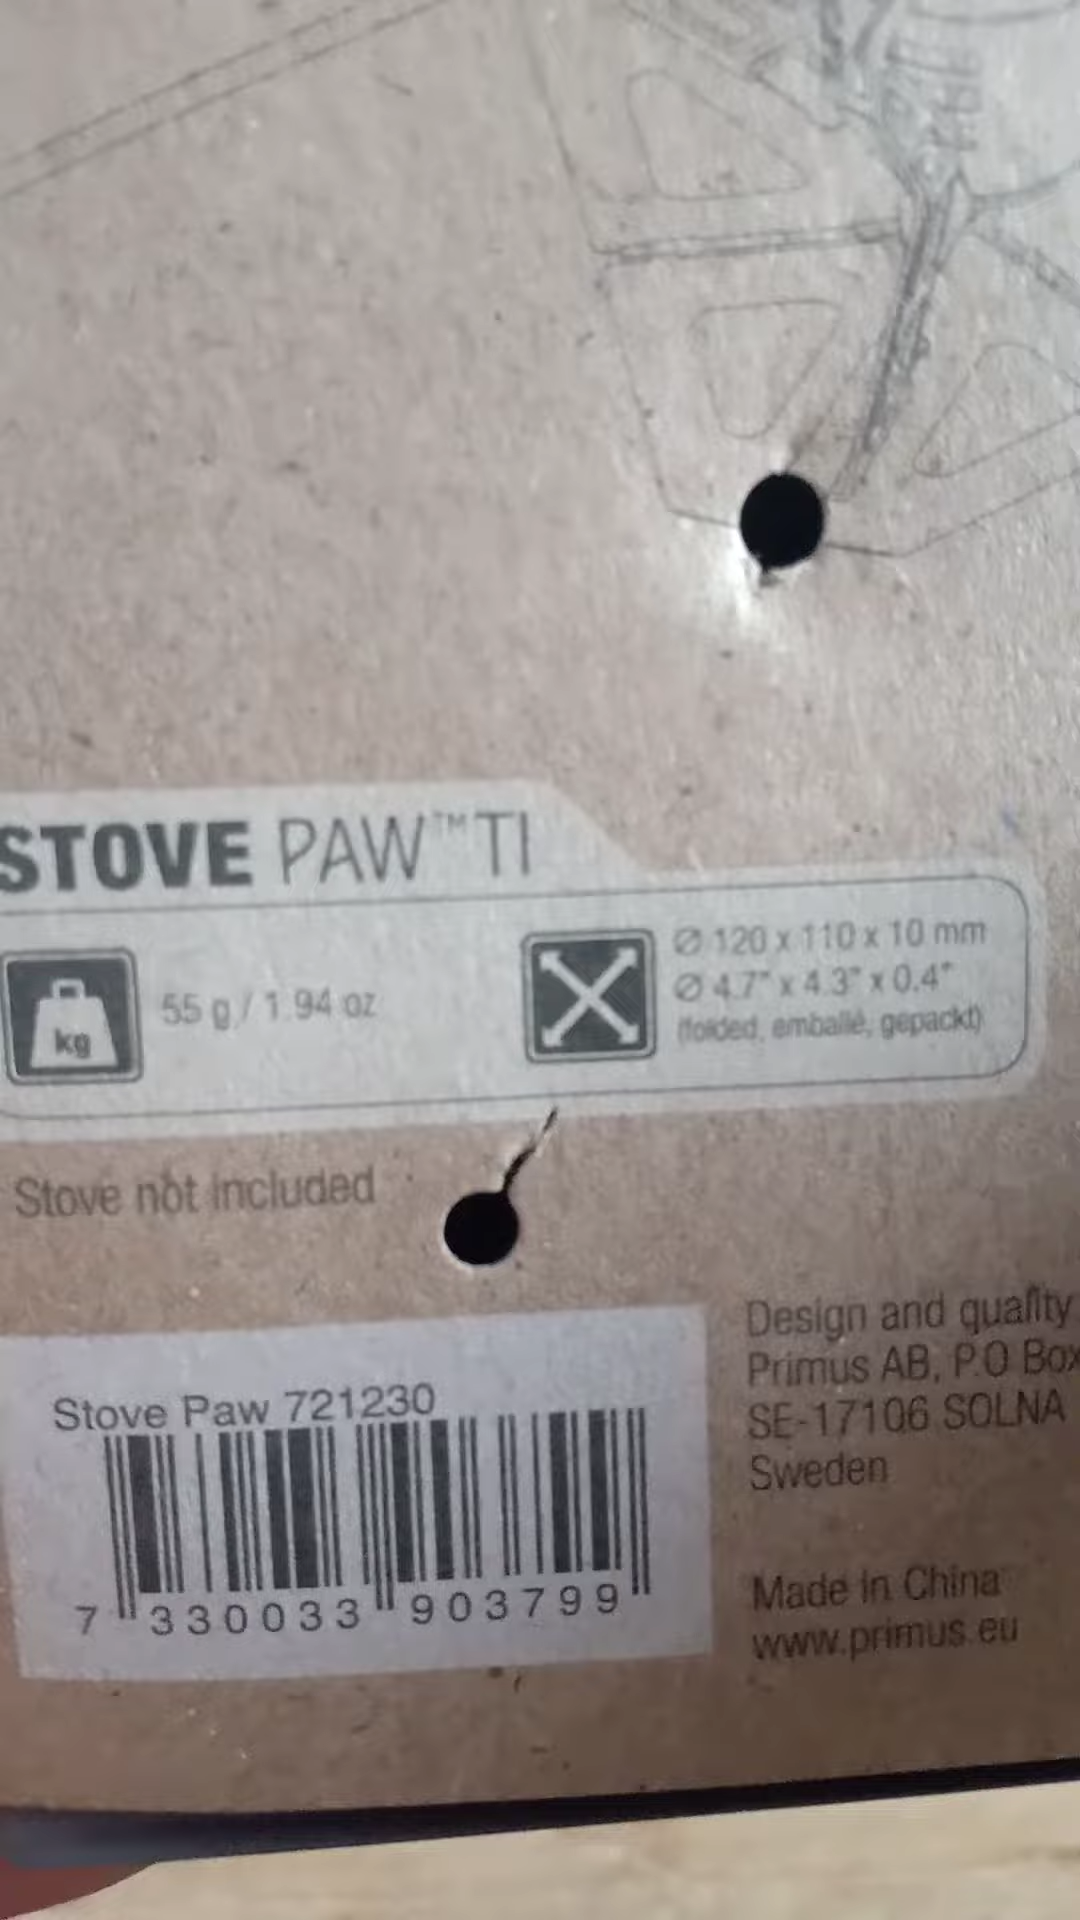 STOVE PAW™ TI
kg
55 g / 1.94 oz
Ø 120 x 110 x 10 mm
Ø 4.7" x 4.3" x 0.4"
(folded, emballé, gepackt)
Stove not included
Stove Paw 721230
7 330033 903799
Design and quality
Primus AB, P.O Box
SE-17106 SOLNA
Sweden
Made in China
www.primus.eu